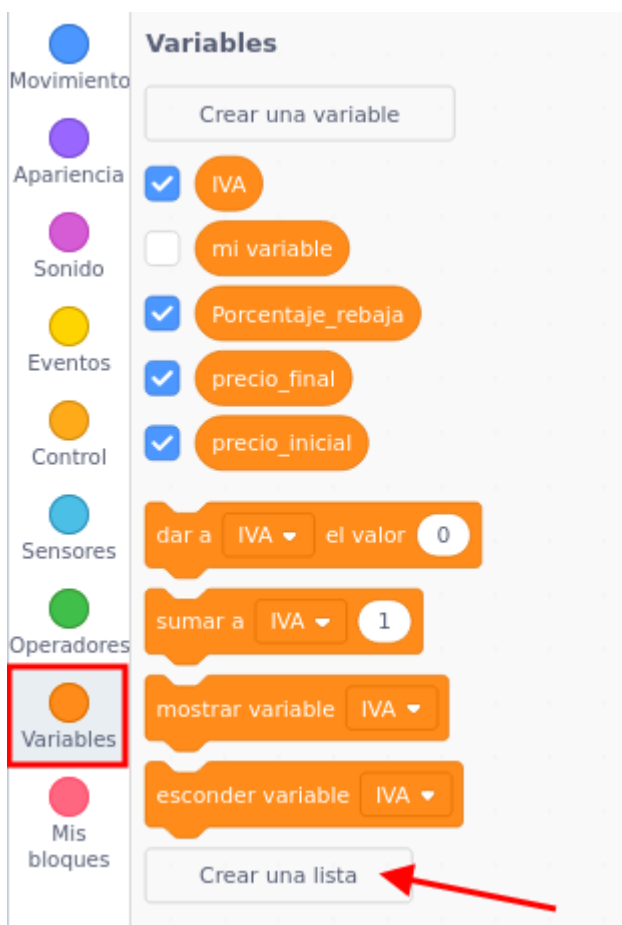 Movimiento
Apariencia
Sonido
Eventos
Control
Sensores
Operadores
Variables
Mis
bloques
Variables
Crear una variable
IVA
mi variable
Porcentaje_rebaja
precio_final
precio_inicial
dar a IVA el valor 0
sumar a IVA 1
mostrar variable IVA
esconder variable IVA
Crear una lista